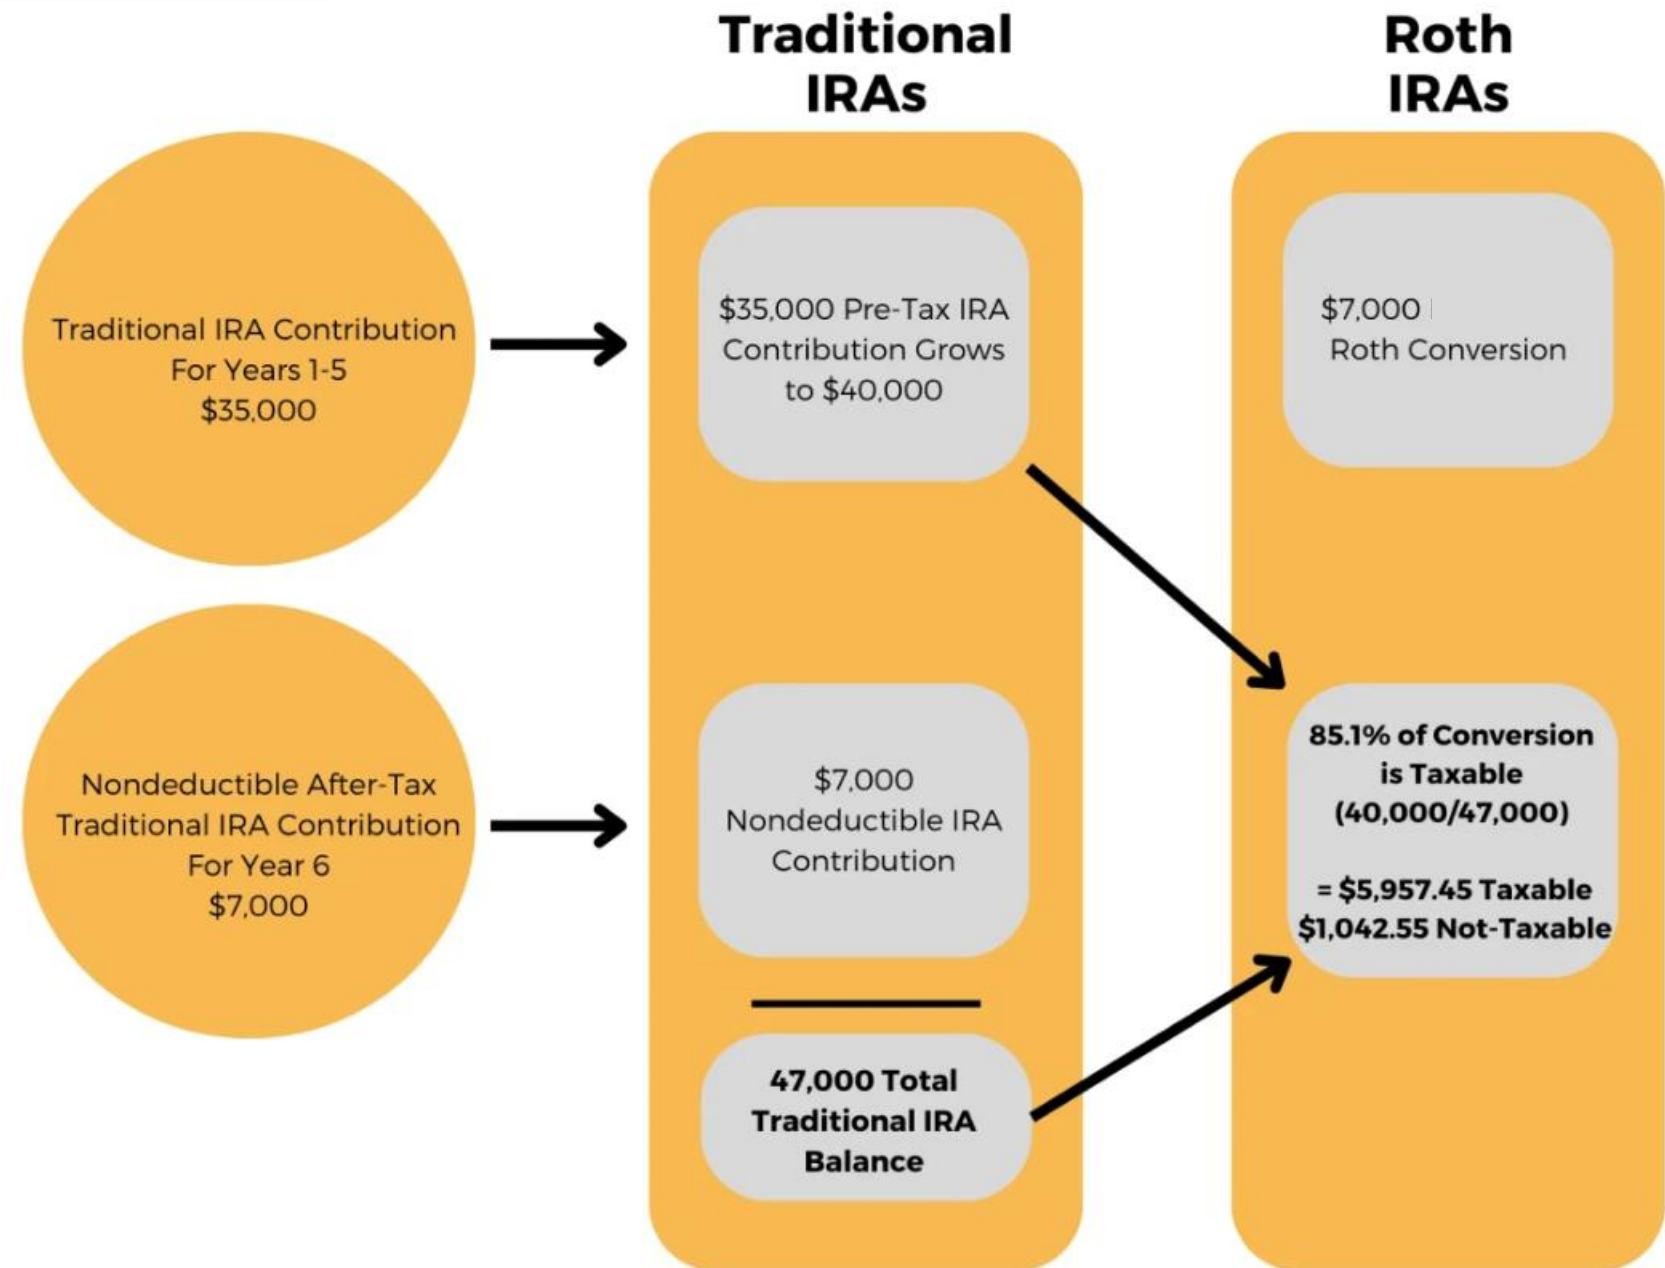 Traditional
IRAs
Roth
IRAs
Traditional IRA Contribution
For Years 1-5
$35,000
$35,000 Pre-Tax IRA
Contribution Grows
to $40,000
$7,000
Roth Conversion
Nondeductible After-Tax
Traditional IRA Contribution
For Year 6
$7,000
$7,000
Nondeductible IRA
Contribution
85.1% of Conversion
is Taxable
(40,000/47,000)
= $5,957.45 Taxable
$1,042.55 Not-Taxable
47,000 Total
Traditional IRA
Balance